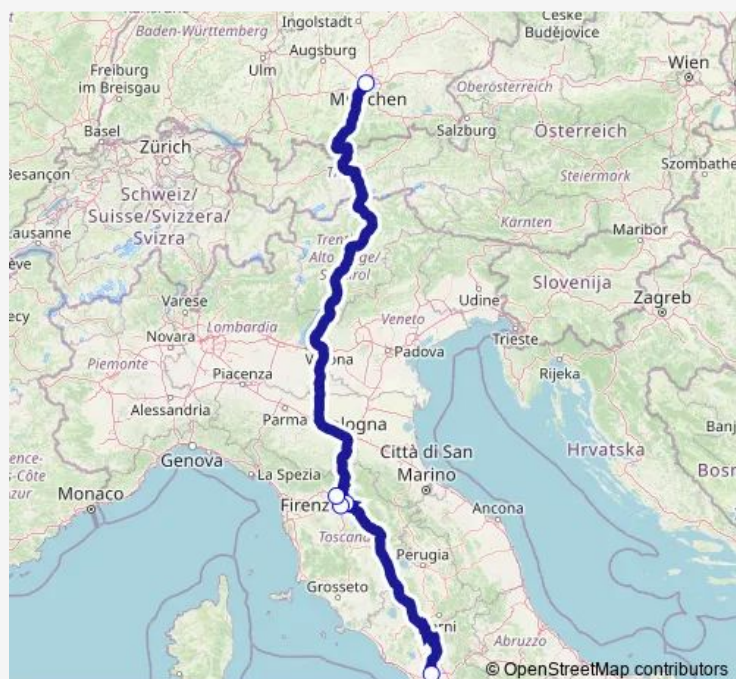 České
Budějovice
Ingolstadt
Baden-Württemberg
Augsburg
Ulm
Wien
Freiburg
im Breisgau
Oberösterreich
Basel
Zürich
Salzburg
Österreich
Szombathe
Besançon
Steiermark
Schweiz/
Suisse/Svizzera/
Svizra
Kärnten
Maribor
Lausanne
Slovenija
Udine
Varese
Zagreb
Lombardia
Veneto
Novara
Trieste
Padova
Piemonte
Piacenza
Rijeka
Alessandria
Parma
Banj
Città di San
Marino
Hrvatska
Genova
La Spezia
Monaco
Ancona
Perugia
Grosseto
Abruzzo
© OpenStreetMap contributors